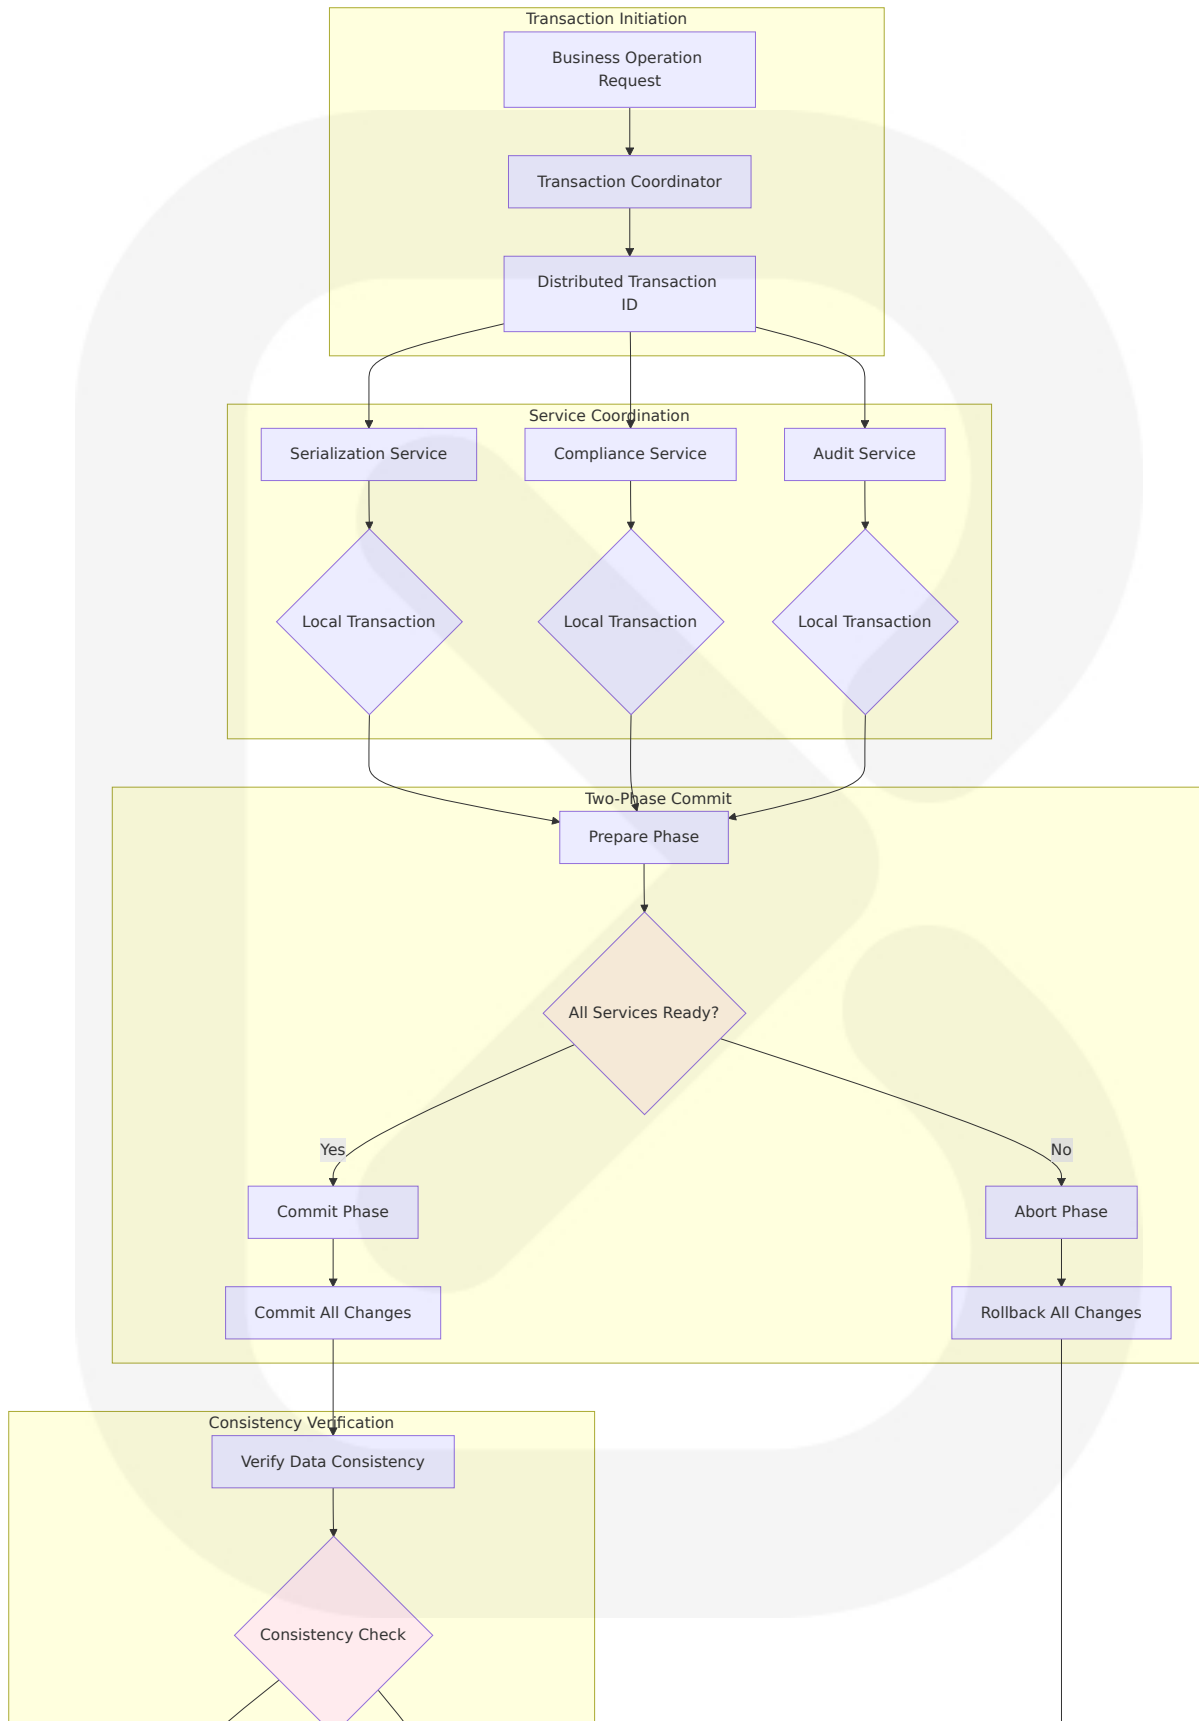 Transaction Initiation
Business Operation
Request
Transaction Coordinator
Distributed Transaction
ID
Service Coordination
Serialization Service
Compliance Service
Audit Service
Local Transaction
Local Transaction
Local Transaction
Two-Phase Commit
Prepare Phase
All Services Ready?
Yes
No
Commit Phase
Abort Phase
Commit All Changes
Rollback All Changes
Consistency Verification
Verify Data Consistency
Consistency Check